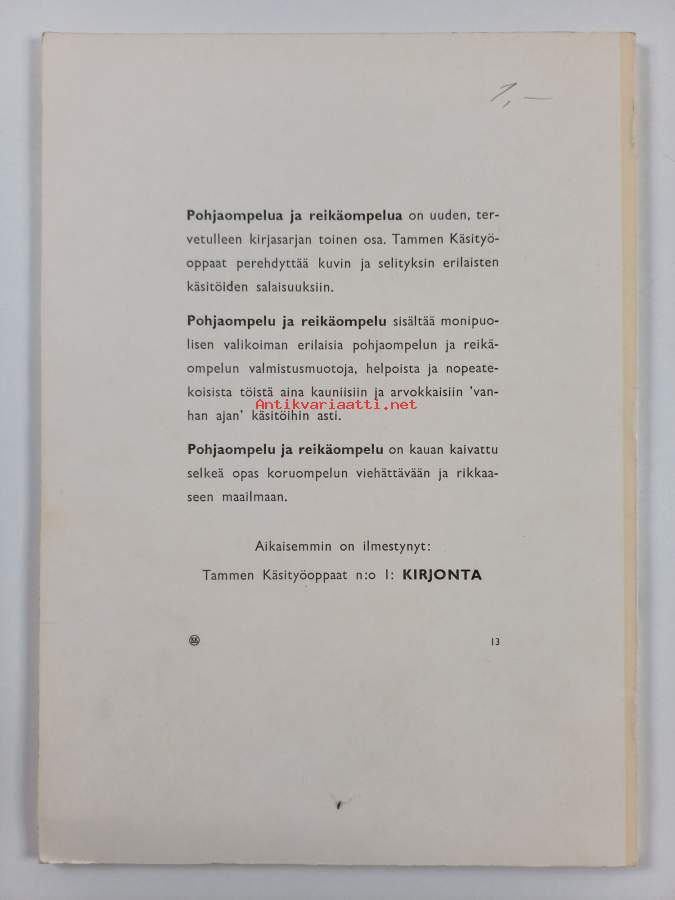 1,–
Pohjaompelua ja reikäompelua on uuden, ter-
vetulleen kirjasarjan toinen osa. Tammen Käsityö-
oppaat perehdyttää kuvin ja selityksin erilaisten
käsitöiden salaisuuksiin.
Pohjaompelu ja reikäompelu sisältää monipuo-
lisen valikoiman erilaisia pohjaompelun ja reikä-
ompelun valmistusmuotoja, helpoista ja nopeate-
koisista töistä aina kauniisiin ja arvokkaisiin 'van-
Antikvariaatti.net
han ajan' käsitöihin asti.
Pohjaompelu ja reikäompelu on kauan kaivattu
selkeä opas koruompelun viehättävään ja rikkaa-
seen maailmaan.
Aikaisemmin on ilmestynyt:
Tammen Käsityöoppaat n:o 1: KIRJONTA
13